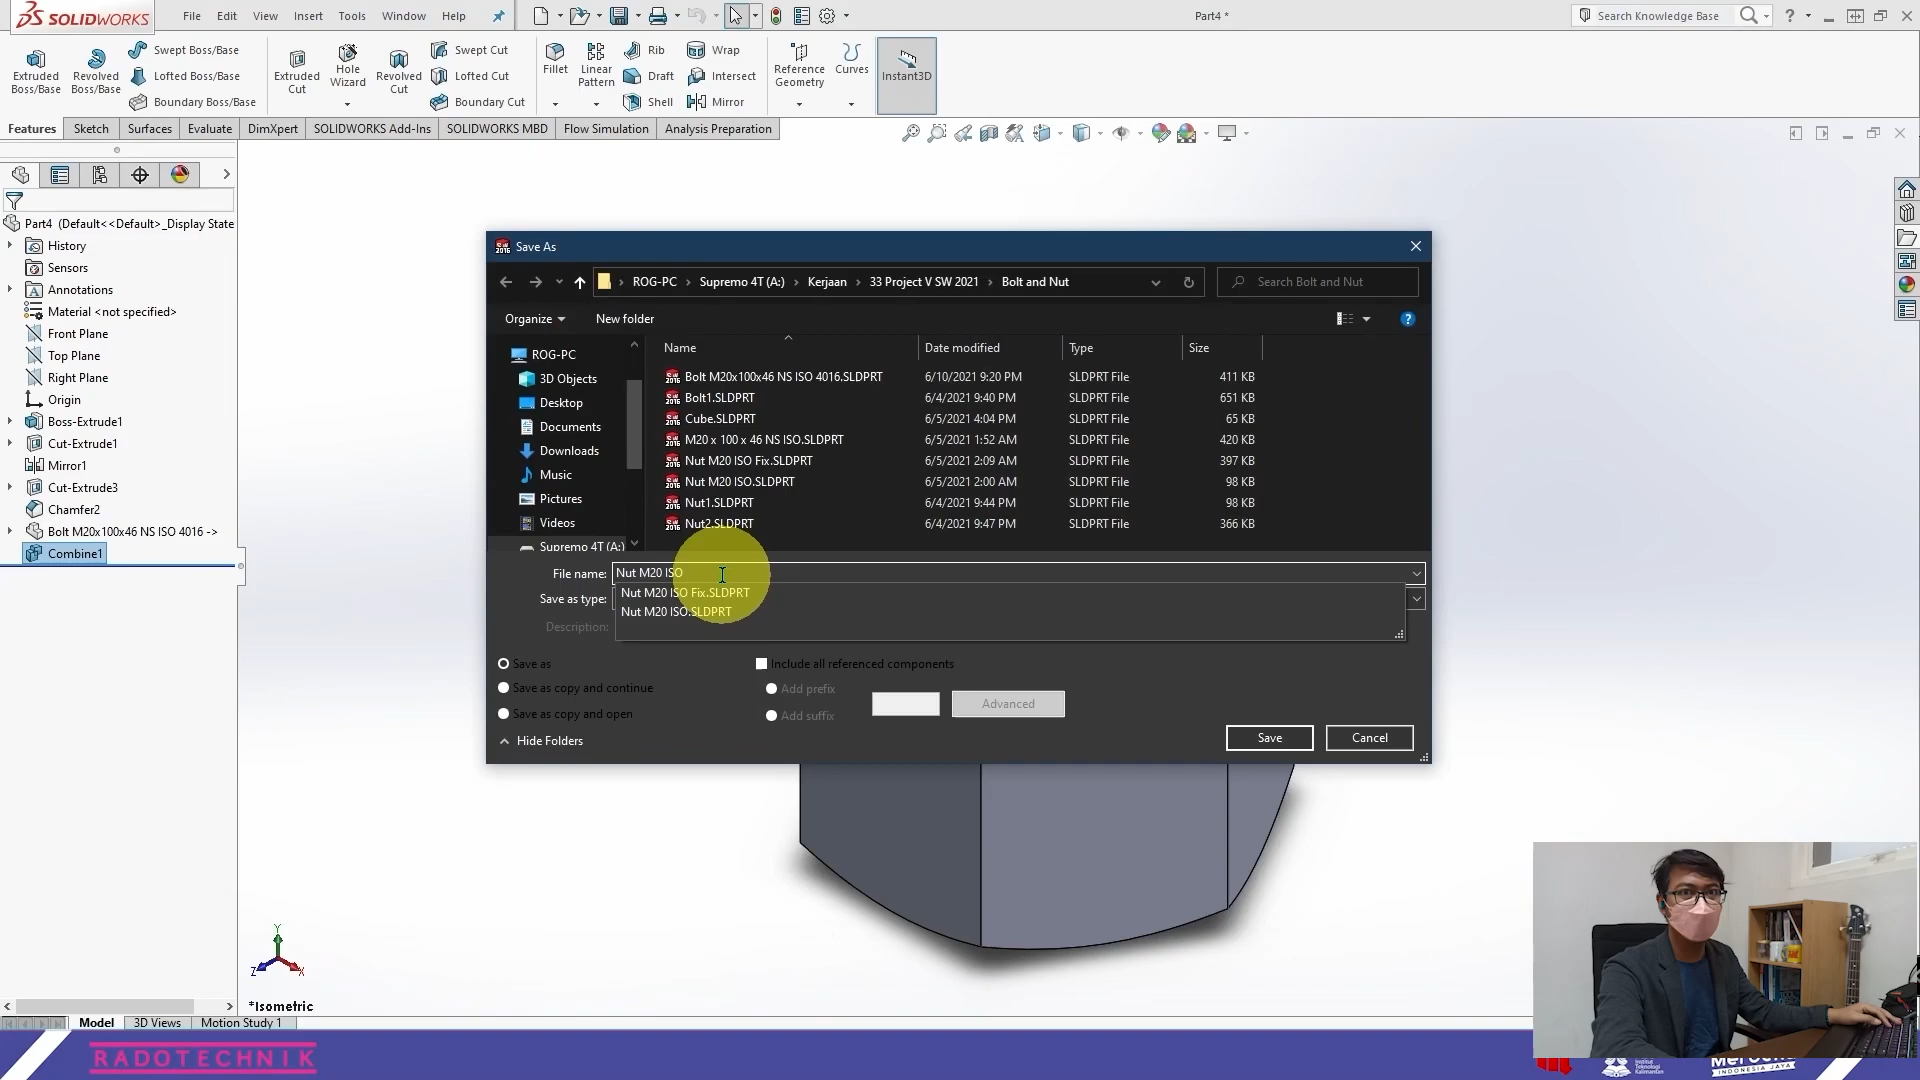 SOLIDWORKS
File Edit View Insert Tools Window Help
Part4 *
Search Knowledge Base
Extruded Boss/Base
Revolved Boss/Base
Swept Boss/Base
Lofted Boss/Base
Boundary Boss/Base
Extruded Cut
Hole Wizard
Revolved Cut
Swept Cut
Lofted Cut
Boundary Cut
Fillet
Linear Pattern
Rib
Draft
Shell
Wrap
Intersect
Mirror
Reference Geometry
Curves
Instant3D
Features Sketch Surfaces Evaluate DimXpert SOLIDWORKS Add-Ins SOLIDWORKS MBD Flow Simulation Analysis Preparation
Part4 (Default<<Default>_Display State
History
Sensors
Annotations
Material <not specified>
Front Plane
Top Plane
Right Plane
Origin
Boss-Extrude1
Cut-Extrude1
Mirror1
Cut-Extrude3
Chamfer2
Bolt M20x100x46 NS ISO 4016 ->
Combine1
Save As
ROG-PC › Supremo 4T (A:) › Kerjaan › 33 Project V SW 2021 › Bolt and Nut
Search Bolt and Nut
Organize New folder
ROG-PC
3D Objects
Desktop
Documents
Downloads
Music
Pictures
Videos
Supremo 4T (A:)
Name Date modified Type Size
Bolt M20x100x46 NS ISO 4016.SLDPRT 6/10/2021 9:20 PM SLDPRT File 411 KB
Bolt1.SLDPRT 6/4/2021 9:40 PM SLDPRT File 651 KB
Cube.SLDPRT 6/5/2021 4:04 PM SLDPRT File 65 KB
M20 x 100 x 46 NS ISO.SLDPRT 6/5/2021 1:52 AM SLDPRT File 420 KB
Nut M20 ISO Fix.SLDPRT 6/5/2021 2:09 AM SLDPRT File 397 KB
Nut M20 ISO.SLDPRT 6/5/2021 2:00 AM SLDPRT File 98 KB
Nut1.SLDPRT 6/4/2021 9:44 PM SLDPRT File 98 KB
Nut2.SLDPRT 6/4/2021 9:47 PM SLDPRT File 366 KB
File name: Nut M20 ISO
Nut M20 ISO Fix.SLDPRT
Nut M20 ISO.SLDPRT
Save as type:
Description:
Save as
Save as copy and continue
Save as copy and open
Include all referenced components
Add prefix
Add suffix
Advanced
Hide Folders
Save Cancel
Y
Z X
*Isometric
Model 3D Views Motion Study 1
RADOTECHNIK
INDONESIA JAYA